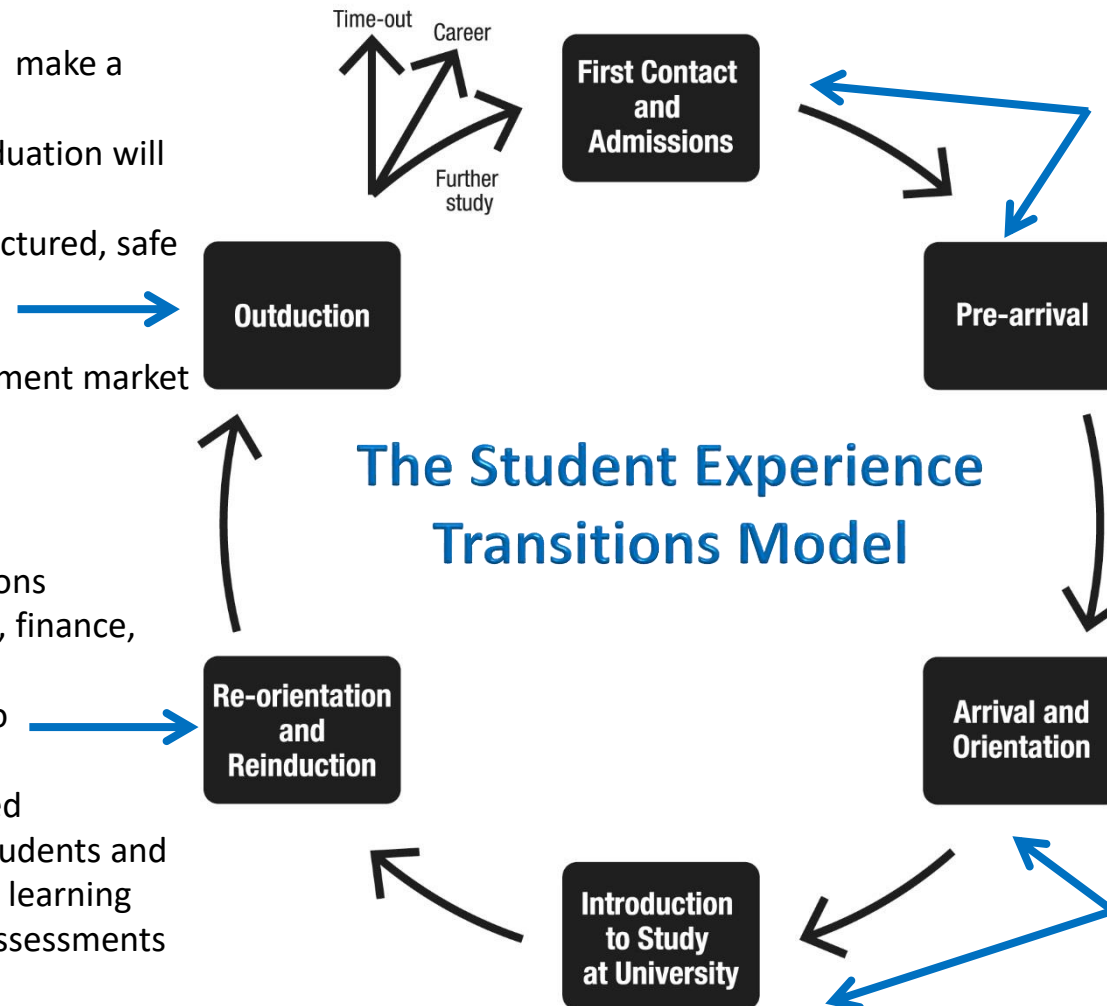 Time-out
Career
Further
study
First Contact
and
Admissions
Pre-arrival
Arrival and
Orientation
Introduction
to Study
at University
Re-orientation
and
Reinduction
Outduction
The Student Experience
Transitions Model
make a
duation will
ctured, safe
ment market
ons
, finance,
ed
tudents and
learning
ssessments